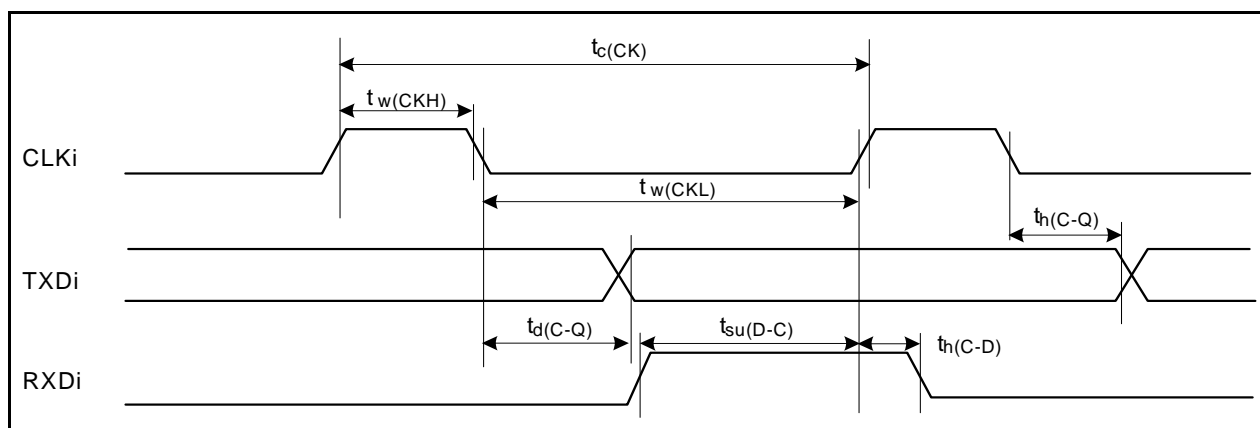 tc(CK)
tw(CKH)
CLKi
tw(CKL)
th(C-Q)
TXDi
td(C-Q)
tsu(D-C)
th(C-D)
RXDi